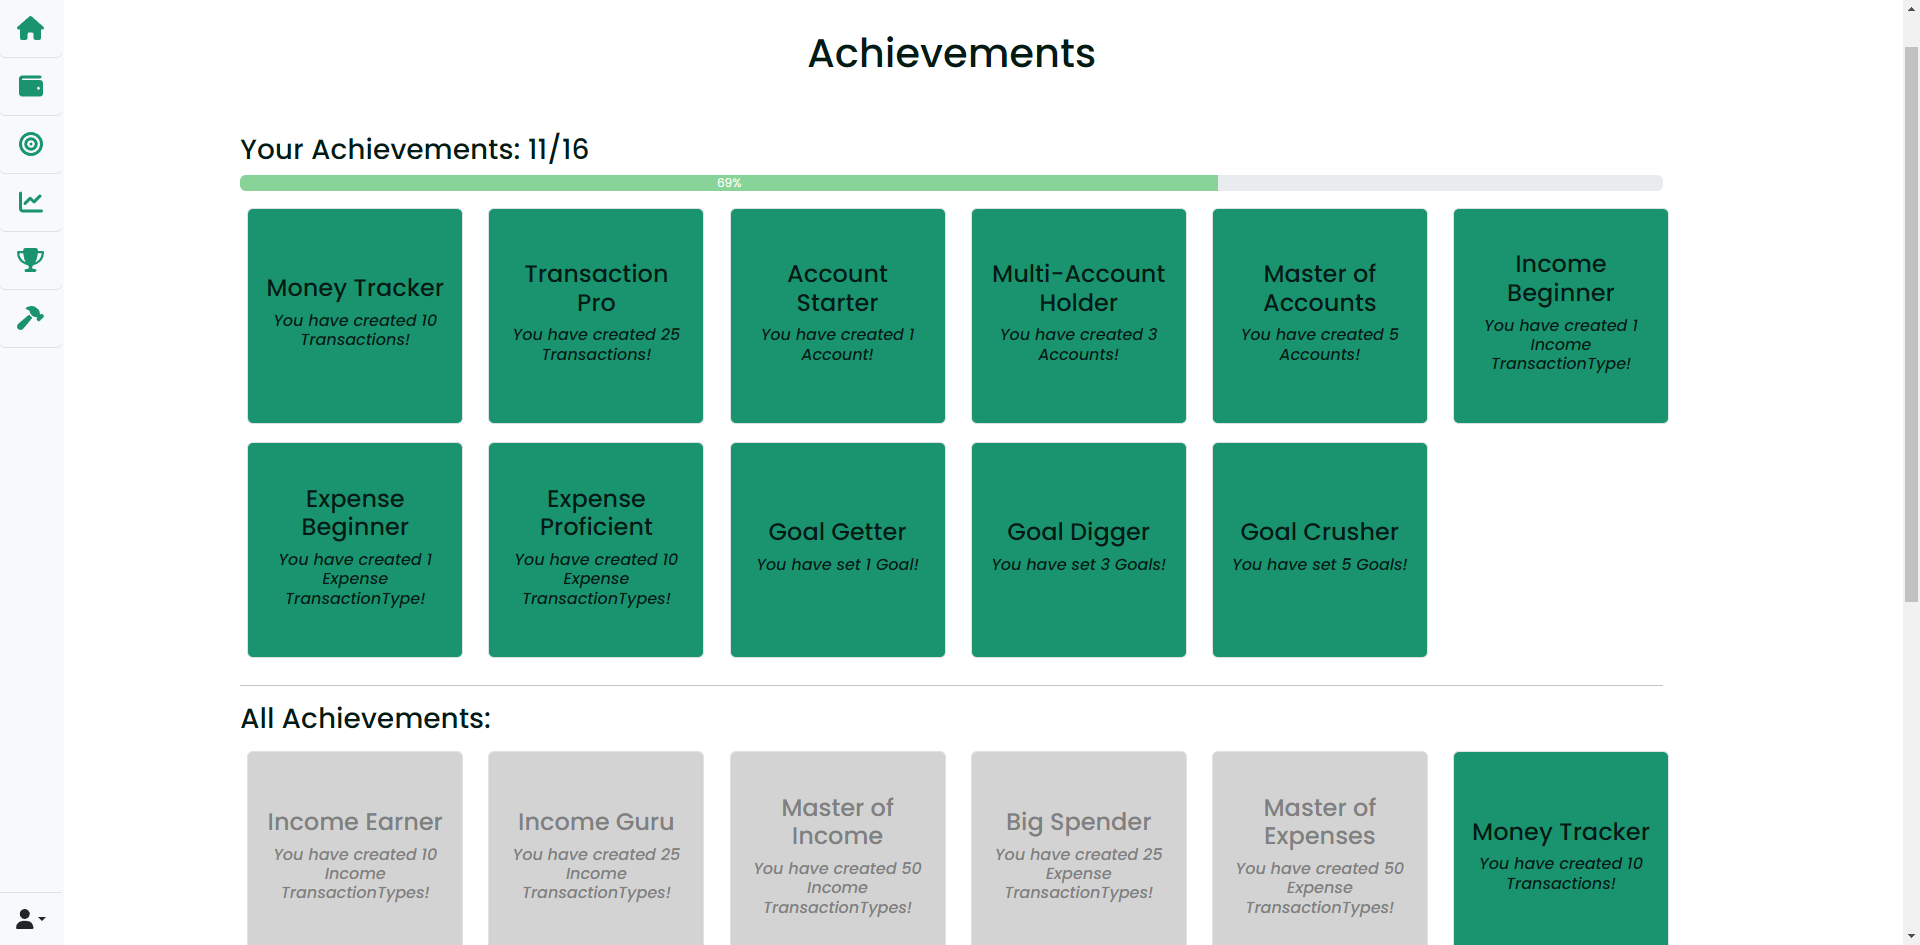 Achievements
Your Achievements: 11/16
69%
Money Tracker
You have created 10
Transactions!
Transaction
Pro
You have created 25
Transactions!
Account
Starter
You have created 1
Account!
Multi-Account
Holder
You have created 3
Accounts!
Master of
Accounts
You have created 5
Accounts!
Income
Beginner
You have created 1
Income
TransactionType!
Expense
Beginner
You have created 1
Expense
TransactionType!
Expense
Proficient
You have created 10
Expense
TransactionTypes!
Goal Getter
You have set 1 Goal!
Goal Digger
You have set 3 Goals!
Goal Crusher
You have set 5 Goals!
All Achievements:
Income Earner
You have created 10
Income
TransactionTypes!
Income Guru
You have created 25
Income
TransactionTypes!
Master of
Income
You have created 50
Income
TransactionTypes!
Big Spender
You have created 25
Expense
TransactionTypes!
Master of
Expenses
You have created 50
Expense
TransactionTypes!
Money Tracker
You have created 10
Transactions!